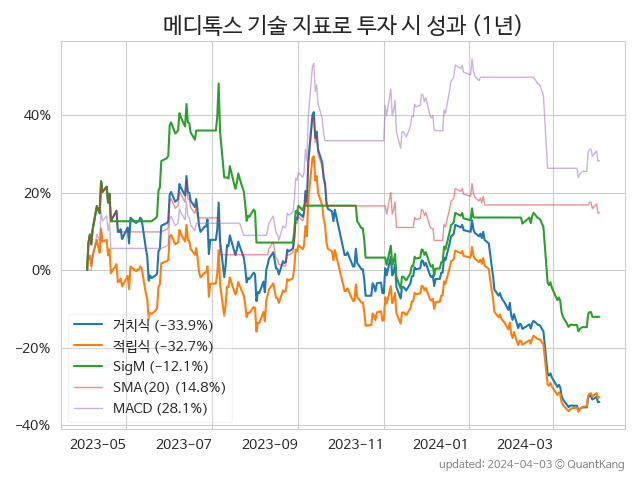 메디톡스 기술 지표로 투자 시 성과 (1년)
40%
20%
0%
−20%
−40%
거치식 (−33.9%)
적립식 (−32.7%)
SigM (−12.1%)
SMA(20) (14.8%)
MACD (28.1%)
2023-05 2023-07 2023-09 2023-11 2024-01 2024-03
updated: 2024-04-03 © QuantKang